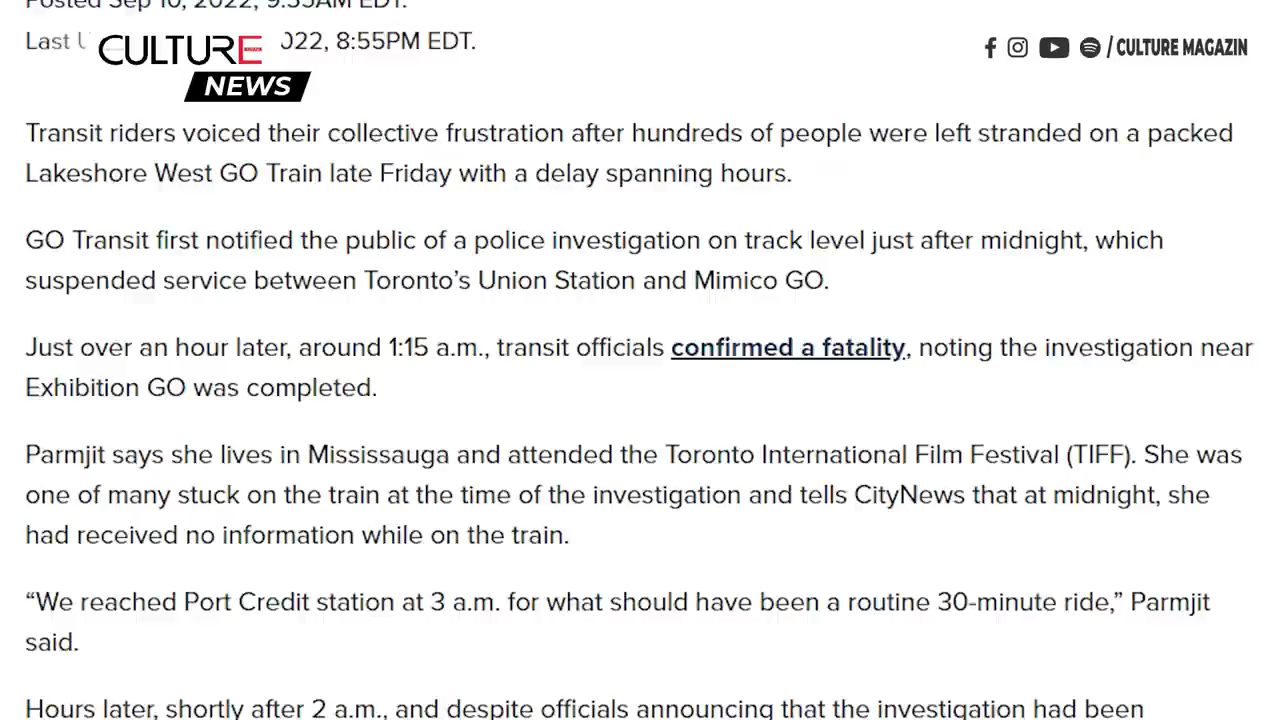 Posted Sep 10, 2022, 9:55AM EDT.
Last U 022, 8:55PM EDT.
CULTURE
NEWS
/ CULTURE MAGAZIN
Transit riders voiced their collective frustration after hundreds of people were left stranded on a packed
Lakeshore West GO Train late Friday with a delay spanning hours.
GO Transit first notified the public of a police investigation on track level just after midnight, which
suspended service between Toronto’s Union Station and Mimico GO.
Just over an hour later, around 1:15 a.m., transit officials confirmed a fatality, noting the investigation near
Exhibition GO was completed.
Parmjit says she lives in Mississauga and attended the Toronto International Film Festival (TIFF). She was
one of many stuck on the train at the time of the investigation and tells CityNews that at midnight, she
had received no information while on the train.
“We reached Port Credit station at 3 a.m. for what should have been a routine 30-minute ride,” Parmjit
said.
Hours later, shortly after 2 a.m., and despite officials announcing that the investigation had been